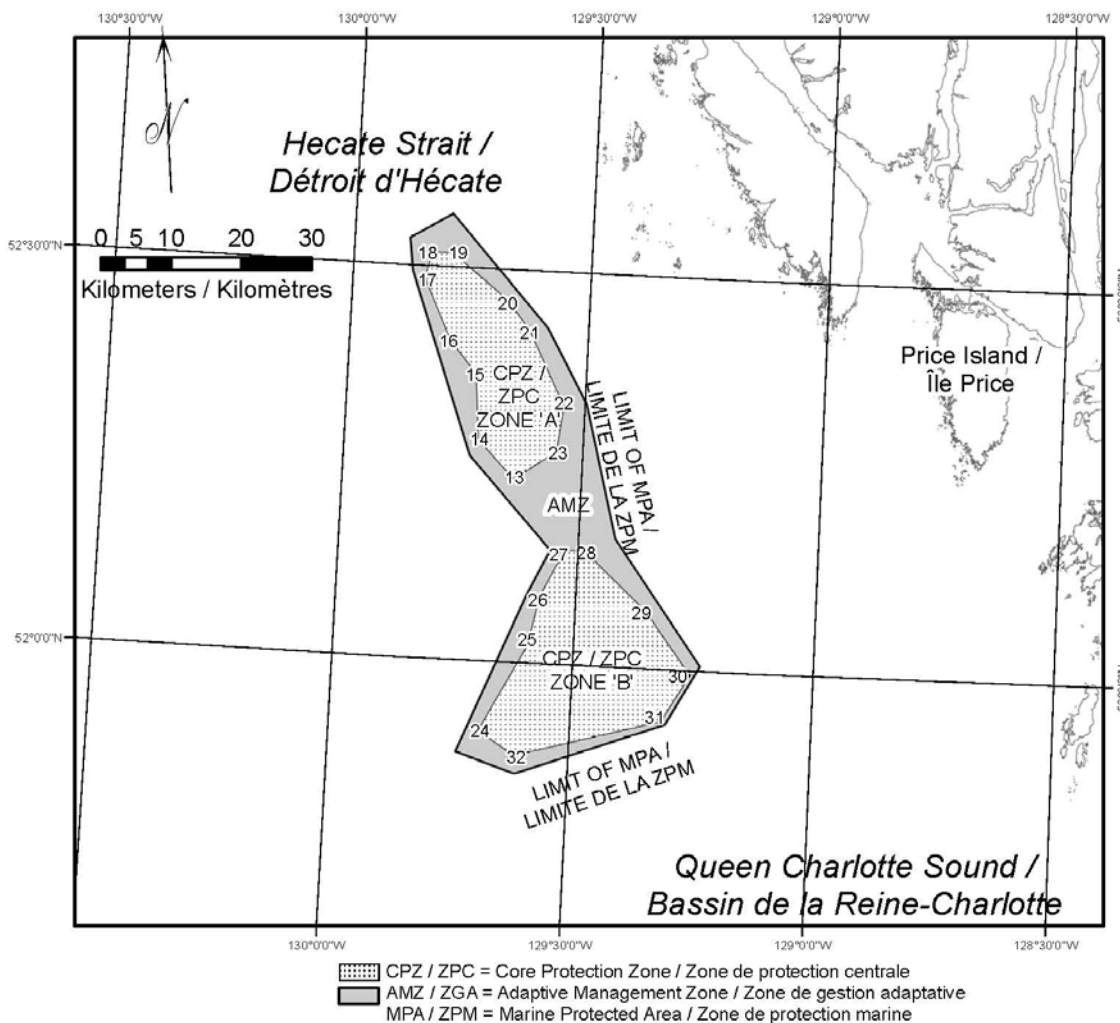 130°30'0"W 130°0'0"W 129°30'0"W 129°0'0"W 128°30'0"W
N
Hecate Strait /
Détroit d'Hécate
52°30'0"N
0 5 10 20 30
Kilometers / Kilomètres
18 19
17
20
21
16
15
CPZ /
ZPC
ZONE 'A'
22
14
23
13
LIMIT OF MPA /
LIMITE DE LA ZPM
Price Island /
Île Price
AMZ
27 28
26
29
25
52°0'0"N
CPZ / ZPC
ZONE 'B'
30
31
24
32
LIMIT OF MPA /
LIMITE DE LA ZPM
Queen Charlotte Sound /
Bassin de la Reine-Charlotte
130°0'0"W 129°30'0"W 129°0'0"W 128°30'0"W
CPZ / ZPC = Core Protection Zone / Zone de protection centrale
AMZ / ZGA = Adaptive Management Zone / Zone de gestion adaptative
MPA / ZPM = Marine Protected Area / Zone de protection marine